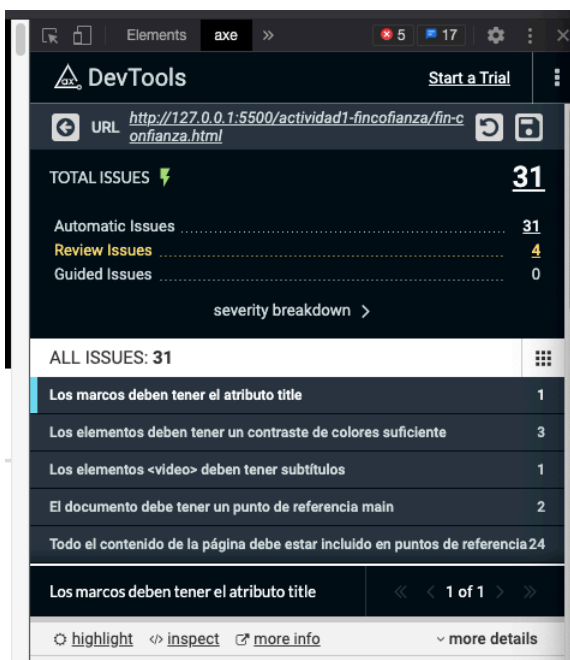 Elements axe » 5 17
ax DevTools Start a Trial
URL http://127.0.0.1:5500/actividad1-fincofianza/fin-c
onfianza.html
TOTAL ISSUES 31
Automatic Issues 31
Review Issues 4
Guided Issues 0
severity breakdown >
ALL ISSUES: 31
Los marcos deben tener el atributo title 1
Los elementos deben tener un contraste de colores suficiente 3
Los elementos <video> deben tener subtítulos 1
El documento debe tener un punto de referencia main 2
Todo el contenido de la página debe estar incluido en puntos de referencia 24
Los marcos deben tener el atributo title « < 1 of 1 > »
highlight </> inspect more info more details